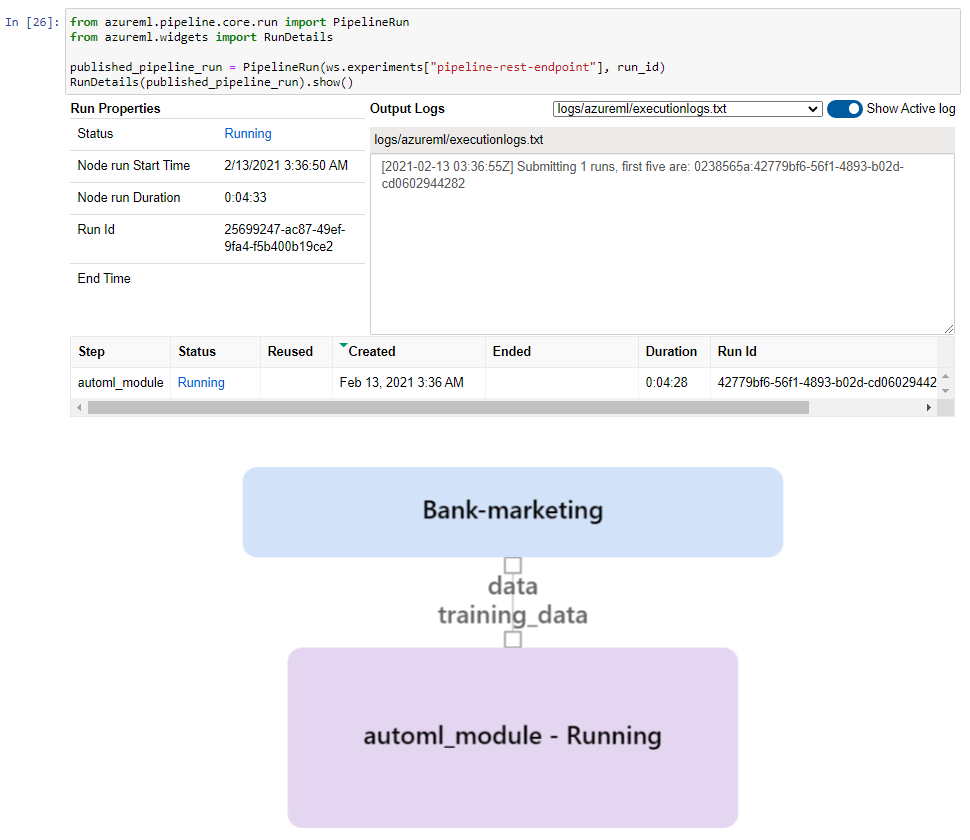 In [26]:
from azureml.pipeline.core.run import PipelineRun
from azureml.widgets import RunDetails
published_pipeline_run = PipelineRun(ws.experiments["pipeline-rest-endpoint"], run_id)
RunDetails(published_pipeline_run).show()
Run Properties
Status Running
Node run Start Time 2/13/2021 3:36:50 AM
Node run Duration 0:04:33
Run Id 25699247-ac87-49ef-
9fa4-f5b400b19ce2
End Time
Output Logs logs/azureml/executionlogs.txt Show Active log
logs/azureml/executionlogs.txt
[2021-02-13 03:36:55Z] Submitting 1 runs, first five are: 0238565a:42779bf6-56f1-4893-b02d-
cd0602944282
Step Status Reused Created Ended Duration Run Id
automl_module Running Feb 13, 2021 3:36 AM 0:04:28 42779bf6-56f1-4893-b02d-cd06029442
Bank-marketing
data
training_data
automl_module - Running